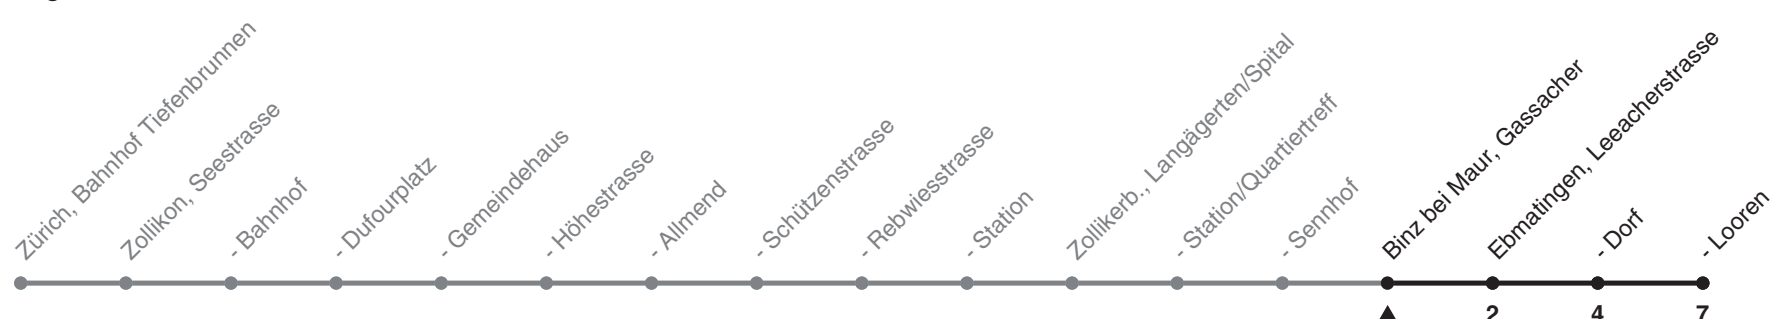 Zürich, Bahnhof Tiefenbrunnen
Zollikon, Seestrasse
- Bahnhof
- Dufourplatz
- Gemeindehaus
- Höhestrasse
- Allmend
- Schützenstrasse
- Rebwiesstrasse
- Station
Zollikerb., Langägerten/Spital
- Station/Quartiertreff
- Sennhof
Binz bei Maur, Gassacher
Ebmatingen, Leeacherstrasse
- Dorf
- Looren
2 4 7